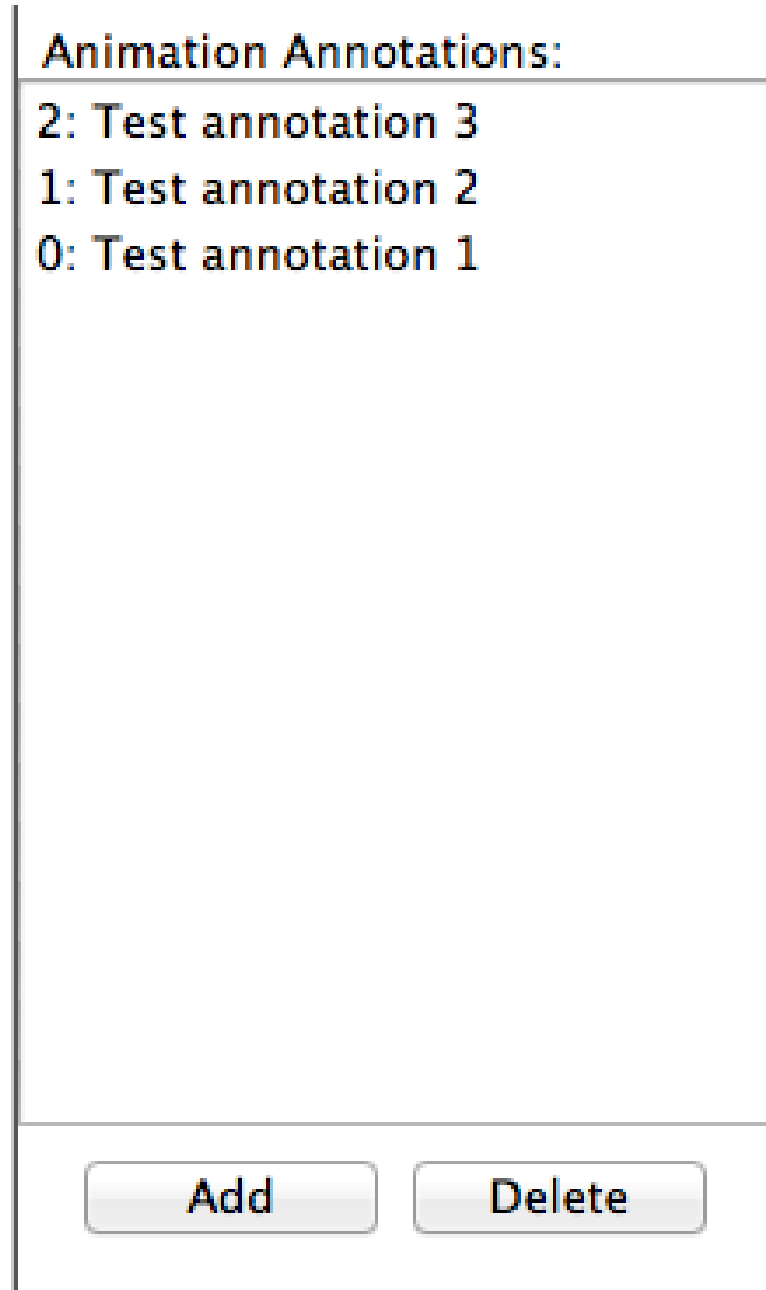 Animation Annotations:
2: Test annotation 3
1: Test annotation 2
0: Test annotation 1
Add Delete